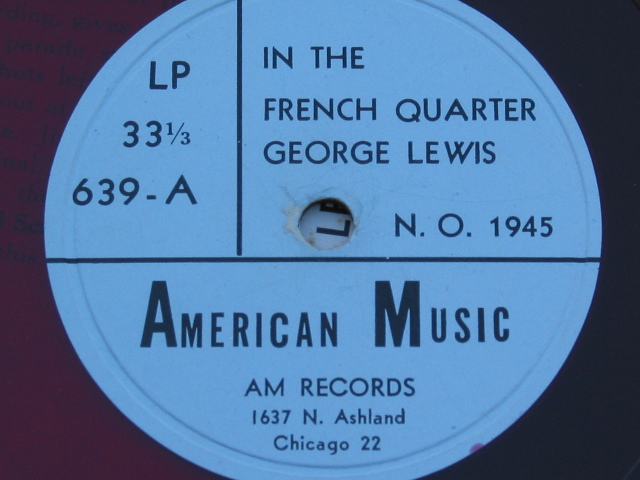 LP
33⅓
639-A
IN THE
FRENCH QUARTER
GEORGE LEWIS
N. O. 1945
AMERICAN MUSIC
AM RECORDS
1637 N. Ashland
Chicago 22